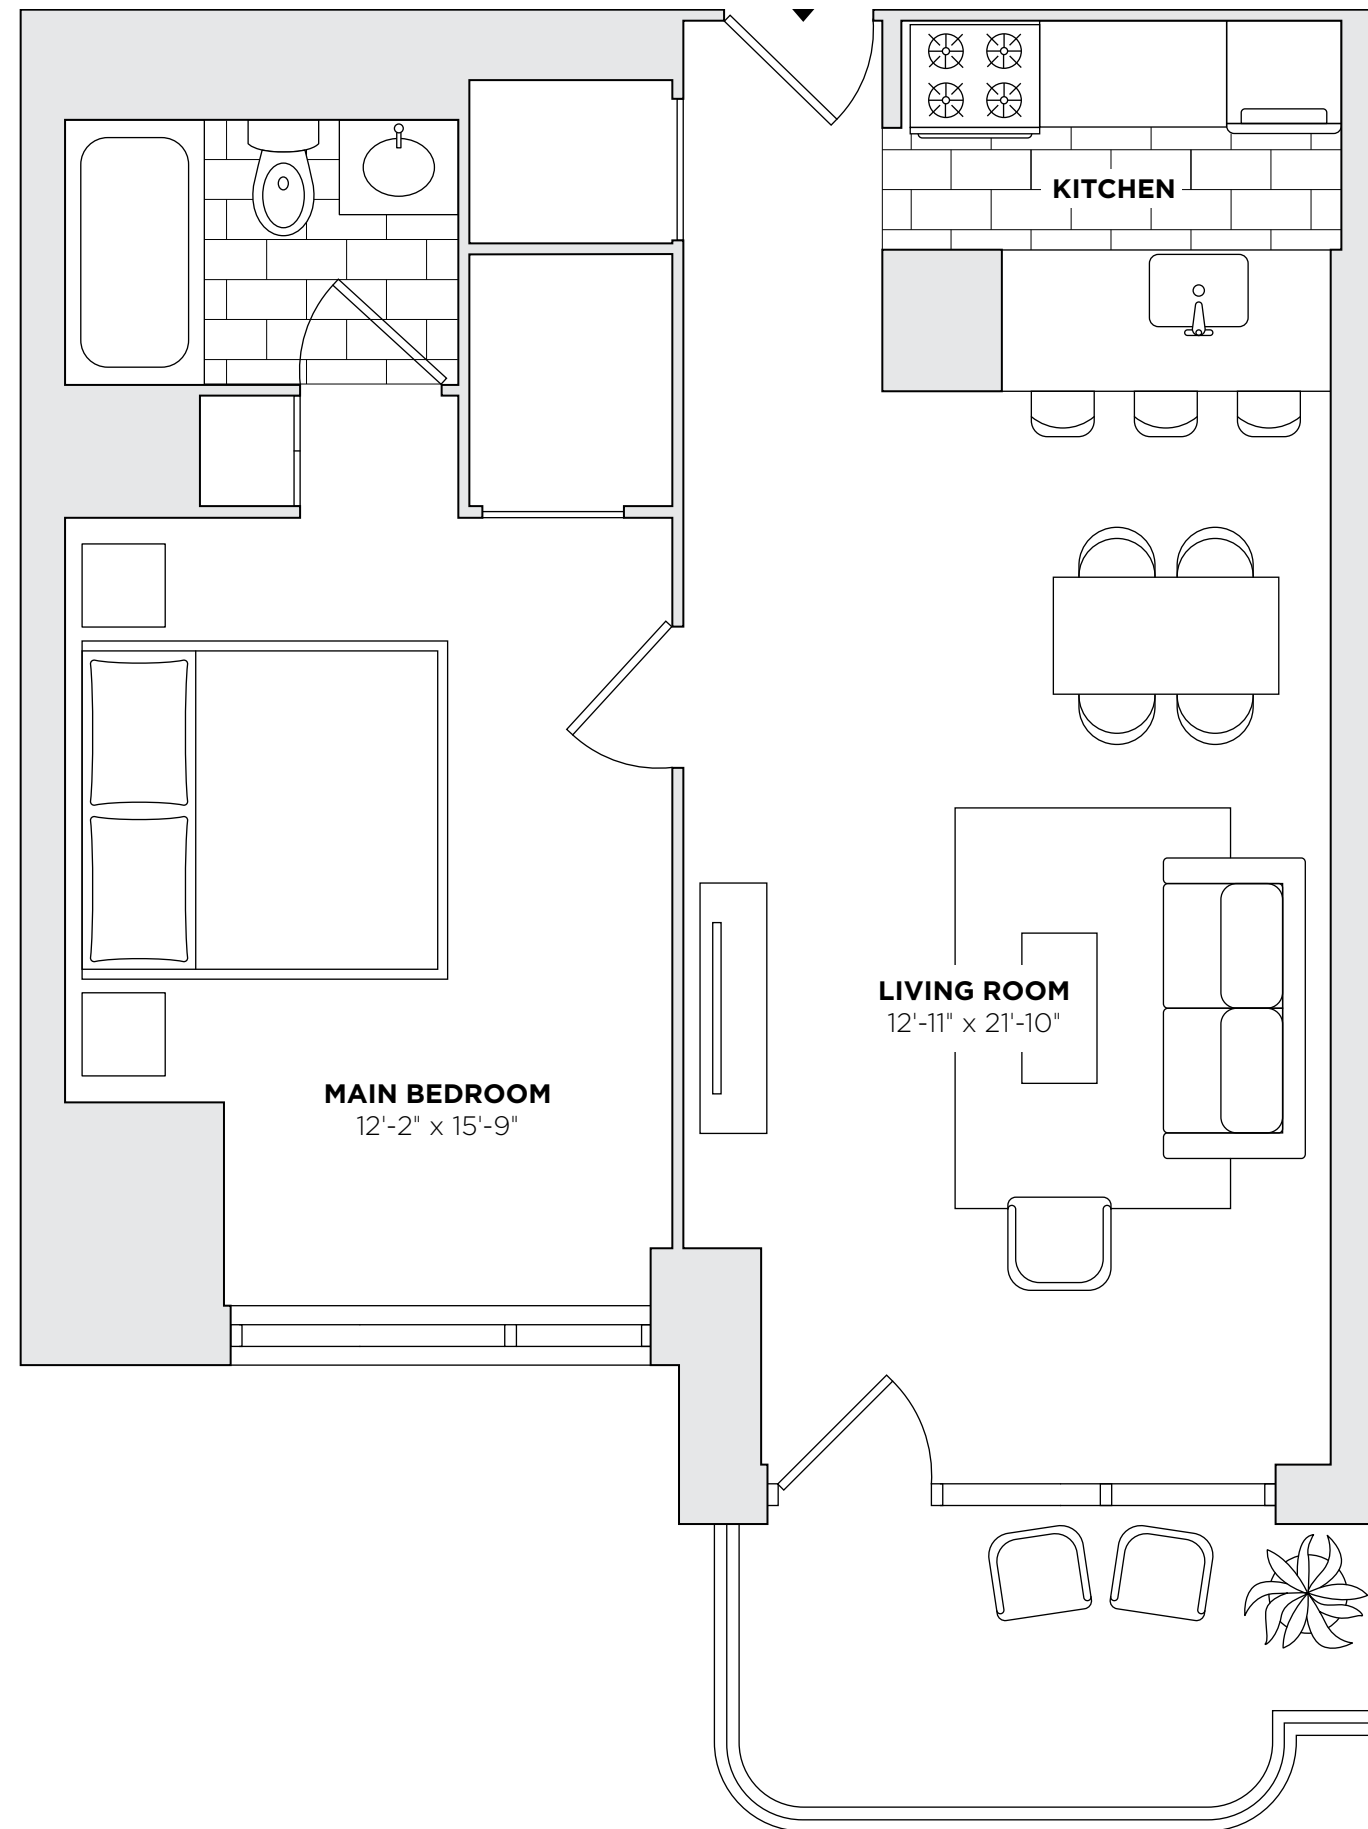 KITCHEN
LIVING ROOM
12'-11" x 21'-10"
MAIN BEDROOM
12'-2" x 15'-9"